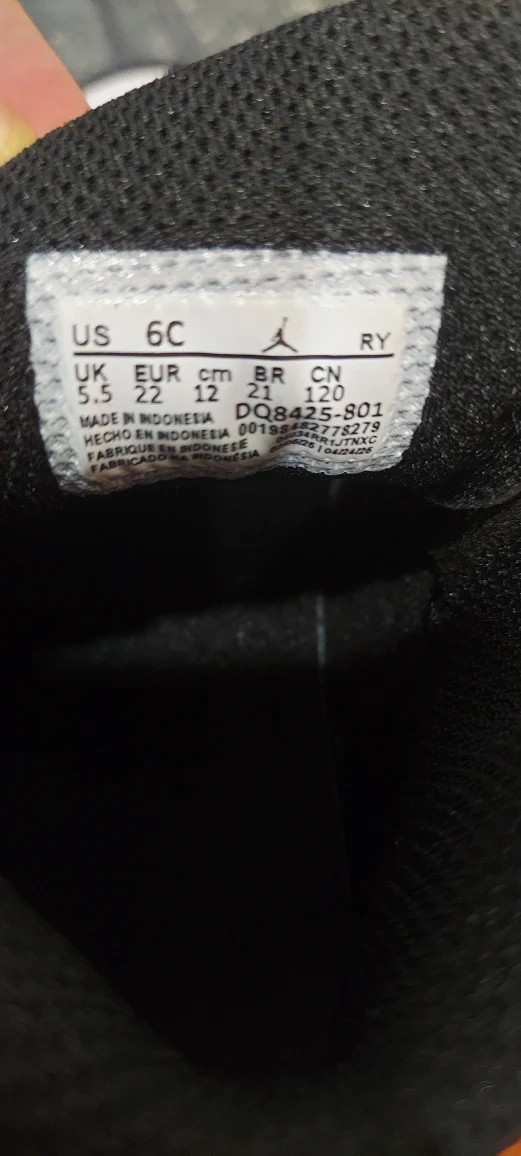 US 6C RY
UK EUR cm BR CN
5.5 22 12 21 120
MADE IN INDONESIA DQ8425-801
HECHO EN INDONESIA 00198482778279
FABRIQUE EN INDONESIE
FABRICADO NA INDONÉSIA